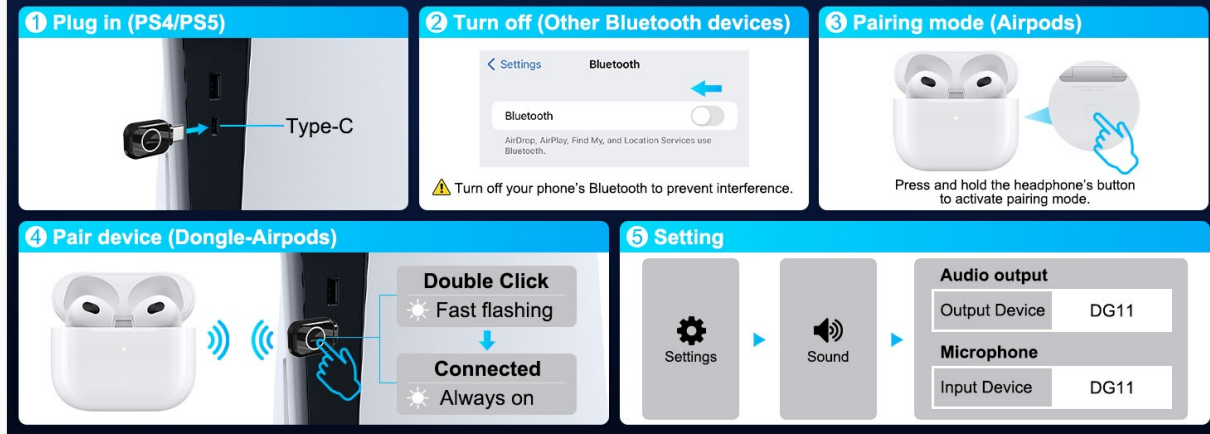 1 Plug in (PS4/PS5)
Type-C
2 Turn off (Other Bluetooth devices)
Settings
Bluetooth
Bluetooth
AirDrop, AirPlay, Find My, and Location Services use
Bluetooth.
Turn off your phone's Bluetooth to prevent interference.
3 Pairing mode (Airpods)
Press and hold the headphone's button
to activate pairing mode.
4 Pair device (Dongle-Airpods)
Double Click
Fast flashing
Connected
Always on
5 Setting
Settings
Sound
Audio output
Output Device DG11
Microphone
Input Device DG11